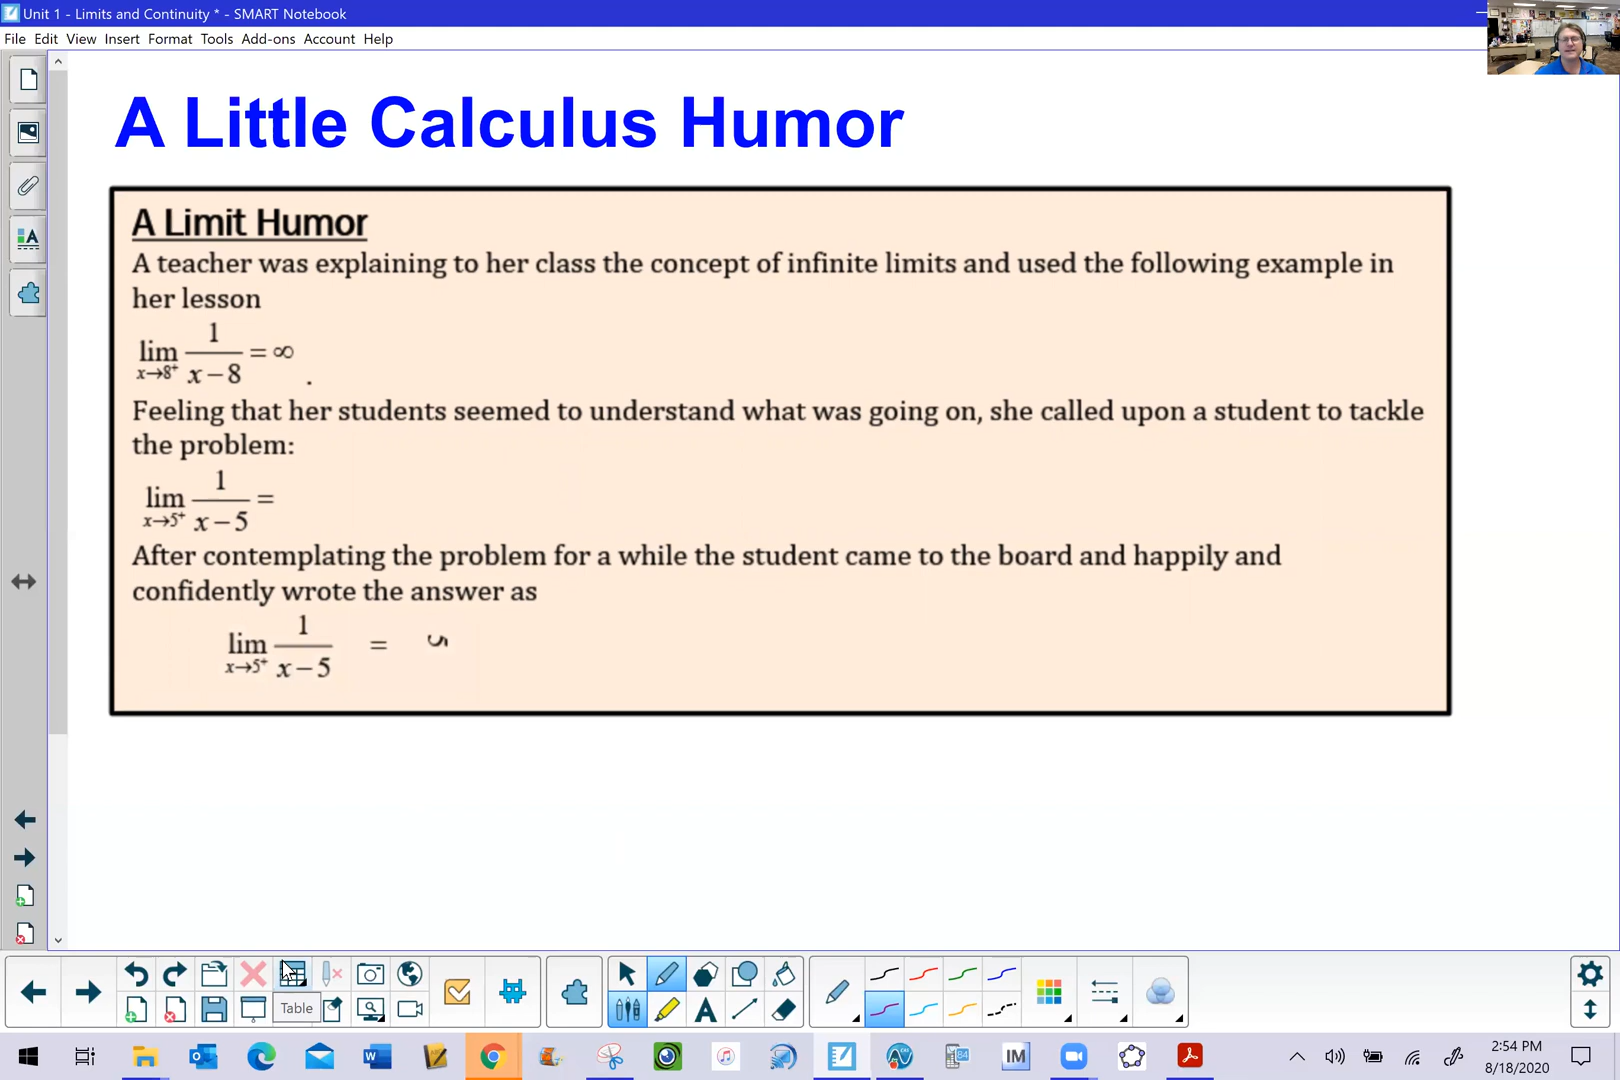 Unit 1 - Limits and Continuity * - SMART Notebook
File Edit View Insert Format Tools Add-ons Account Help
A Little Calculus Humor
A Limit Humor
A teacher was explaining to her class the concept of infinite limits and used the following example in
her lesson
lim x→8⁺ 1/(x−8) = ∞ .
Feeling that her students seemed to understand what was going on, she called upon a student to tackle
the problem:
lim x→5⁺ 1/(x−5) =
After contemplating the problem for a while the student came to the board and happily and
confidently wrote the answer as
lim x→5⁺ 1/(x−5) = 5
Table
2:54 PM
8/18/2020